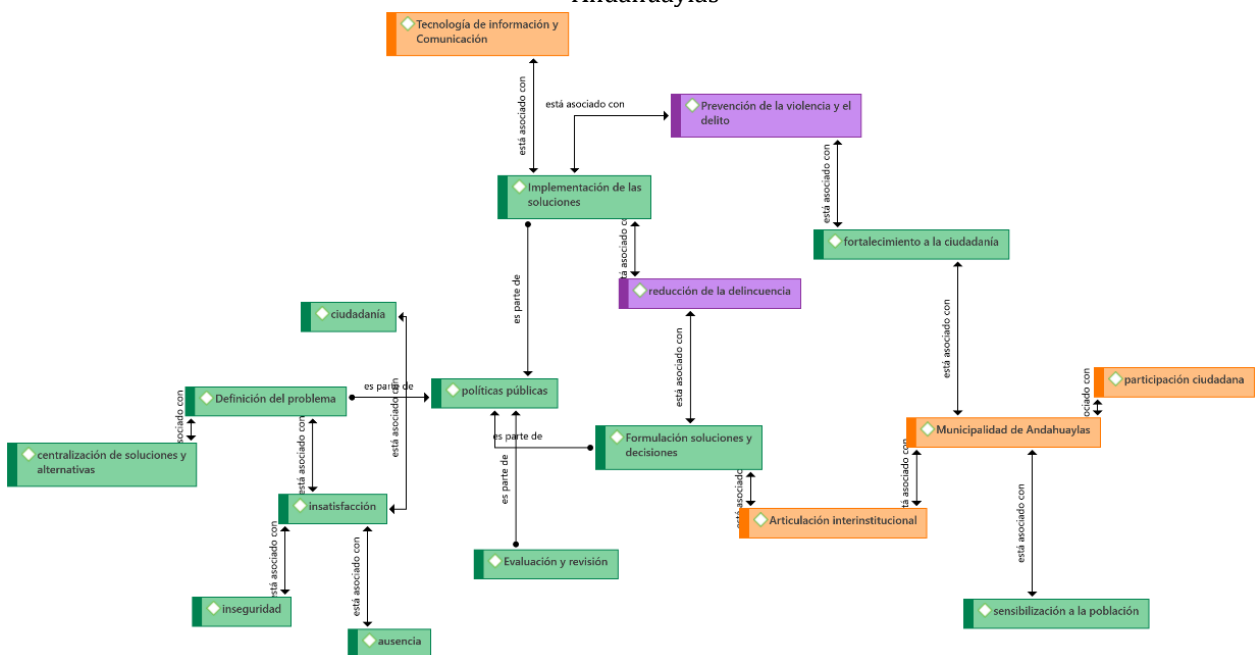 Tecnología de información y
Comunicación
está asociado con
está asociado con
Prevención de la violencia y el
delito
está asociado con
Implementación de las
soluciones
está asociado con
fortalecimiento a la ciudadanía
es parte de
reducción de la delincuencia
ciudadanía
está asociado con
está asociado con
participación ciudadana
es parte de
políticas públicas
está asociado con
Definición del problema
sociado con
ociado con
Municipalidad de Andahuaylas
es parte de
Formulación soluciones y
decisiones
centralización de soluciones y
alternativas
está asociado con
es parte de
está asociado
está asociado con
insatisfacción
Articulación interinstitucional
está asociado con
está asociado con
está asociado con
Evaluación y revisión
inseguridad
sensibilización a la población
ausencia